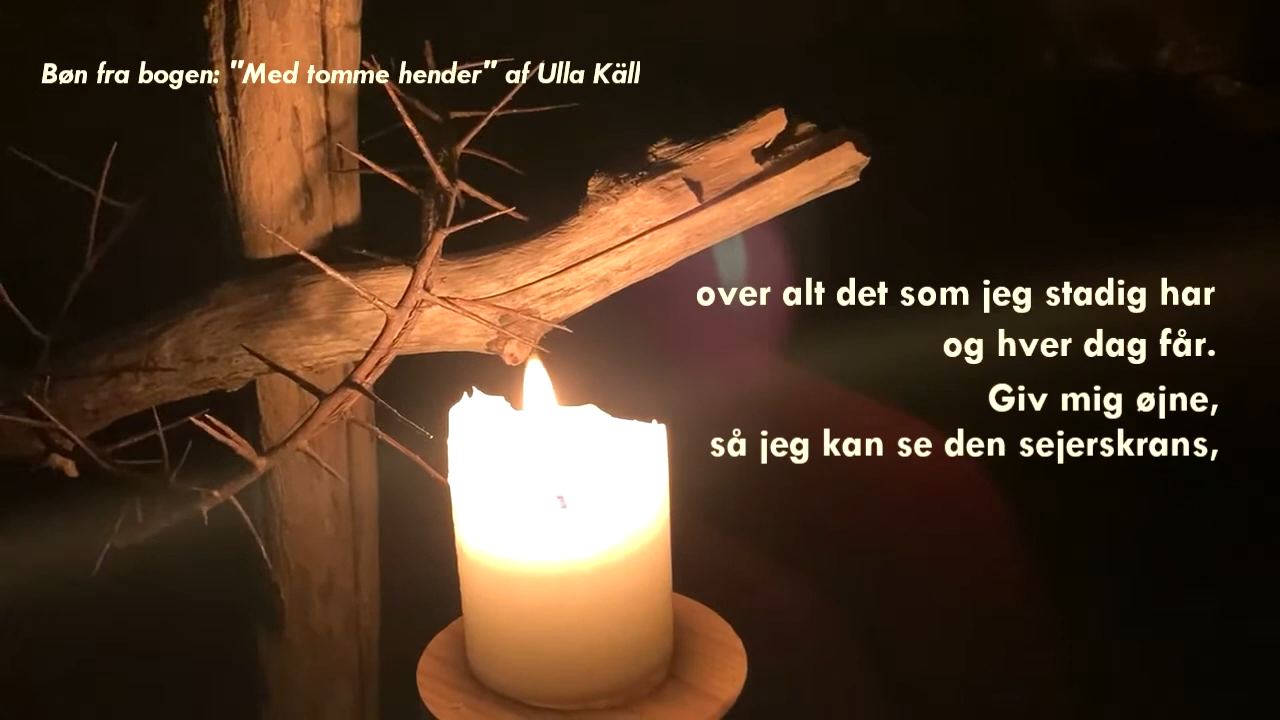 Bøn fra bogen: "Med tomme hender" af Ulla Käll
over alt det som jeg stadig har
og hver dag får.
Giv mig øjne,
så jeg kan se den sejerskrans,